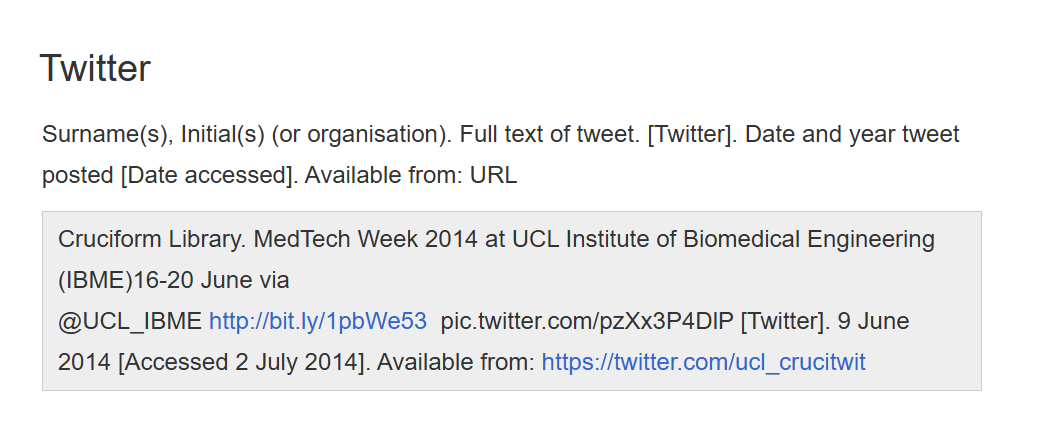 Twitter
Surname(s), Initial(s) (or organisation). Full text of tweet. [Twitter]. Date and year tweet
posted [Date accessed]. Available from: URL
Cruciform Library. MedTech Week 2014 at UCL Institute of Biomedical Engineering
(IBME)16-20 June via
@UCL_IBME http://bit.ly/1pbWe53  pic.twitter.com/pzXx3P4DlP [Twitter]. 9 June
2014 [Accessed 2 July 2014]. Available from: https://twitter.com/ucl_crucitwit